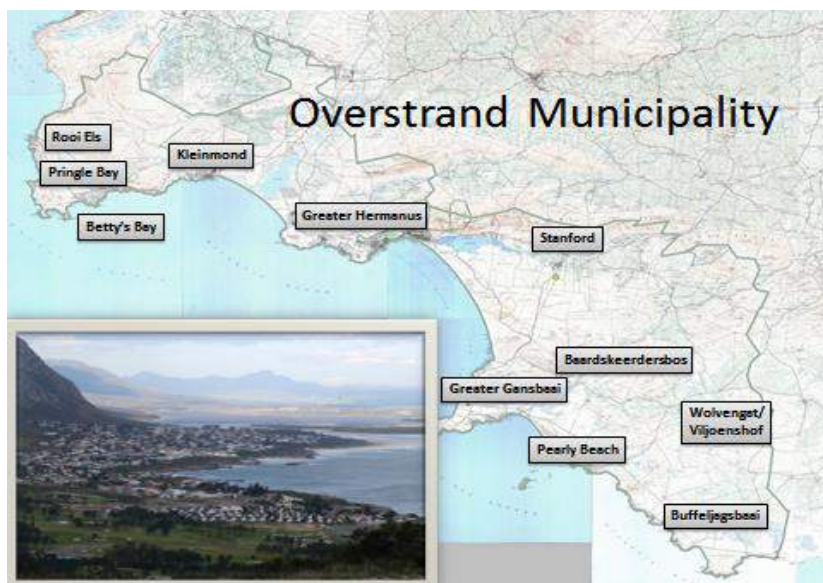 Overstrand Municipality
Rooi Els
Kleinmond
Pringle Bay
Betty's Bay
Greater Hermanus
Stanford
Baardskeerdersbos
Greater Gansbaai
Wolvengat/
Viljoenshof
Pearly Beach
Buffeljagsbaai